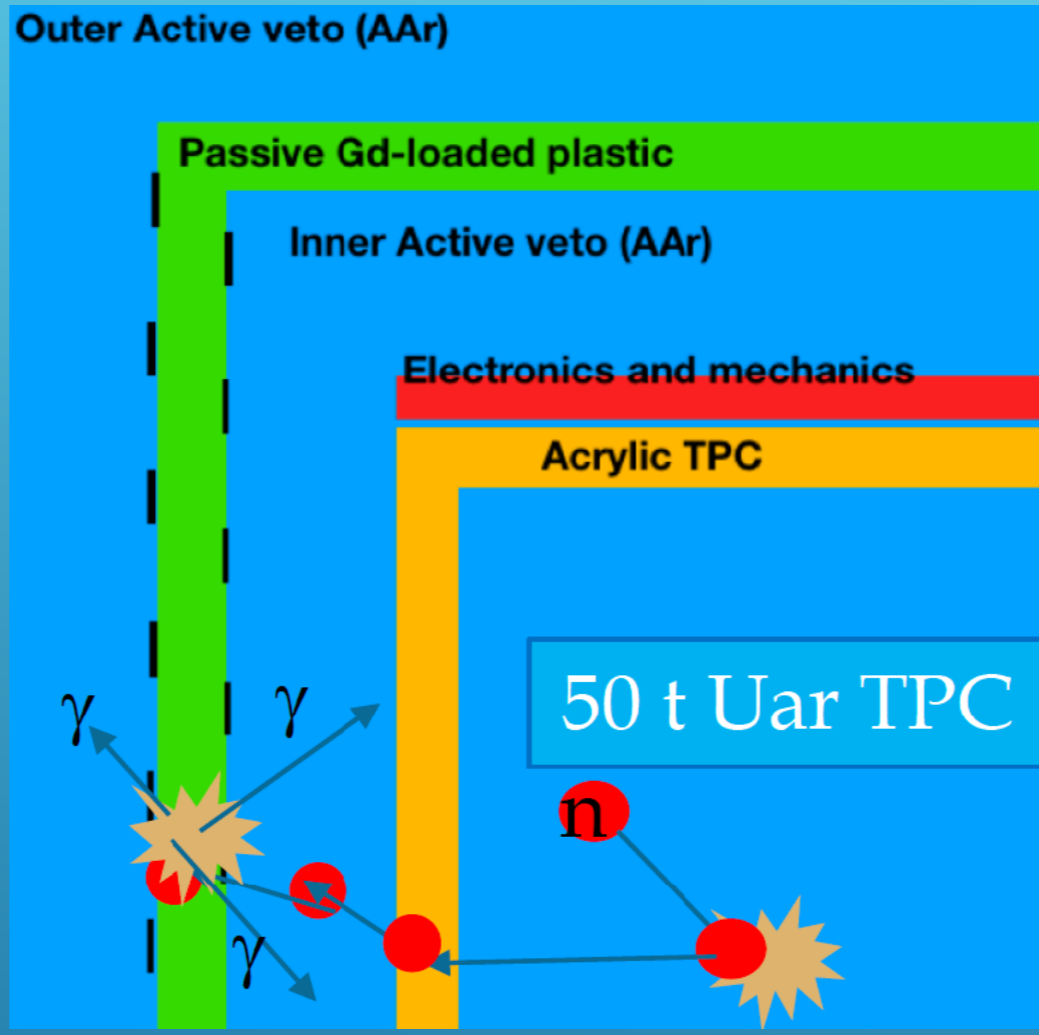 Outer Active veto (AAr)
Passive Gd-loaded plastic
Inner Active veto (AAr)
Electronics and mechanics
Acrylic TPC
50 t Uar TPC
γ
γ
n
γ